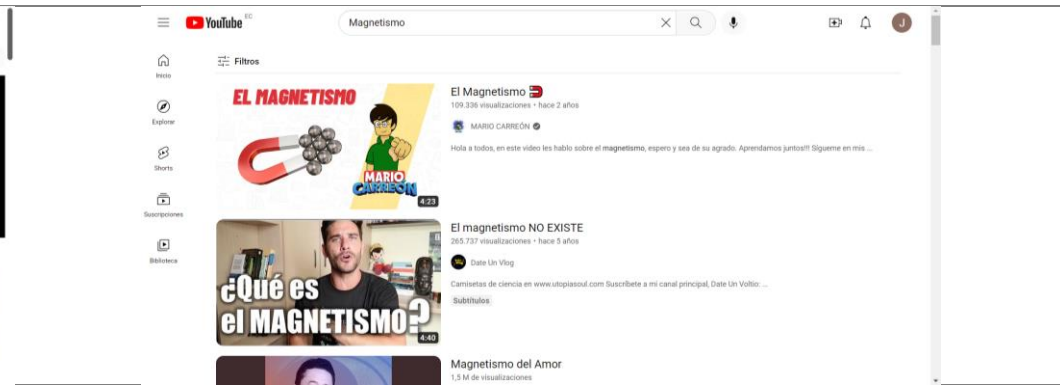 YouTube EC
Magnetismo
J
Inicio
Explorar
Shorts
Suscripciones
Biblioteca
Filtros
EL MAGNETISMO
MARIO
CARREÓN
4:23
El Magnetismo
109.336 visualizaciones • hace 2 años
MARIO CARREÓN
Hola a todos, en este video les hablo sobre el magnetismo, espero y sea de su agrado. Aprendamos juntos!!! Sígueme en mis ...
¿Qué es
el MAGNETISMO?
4:40
El magnetismo NO EXISTE
265.737 visualizaciones • hace 5 años
Date Un Vlog
Camisetas de ciencia en www.utopiasoul.com Suscríbete a mi canal principal, Date Un Voltio: ...
Subtítulos
Magnetismo del Amor
1,5 M de visualizaciones